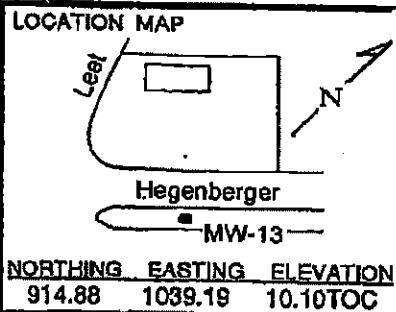 LOCATION MAP
Leet
N
Hegenberger
MW-13
NORTHING EASTING ELEVATION
914.88 1039.19 10.10TOC